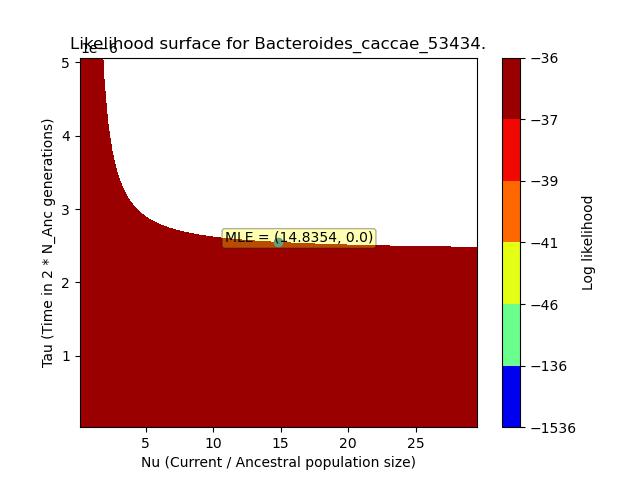 Likelihood surface for Bacteroides_caccae_53434.
1e−6
5
4
3
2
1
Tau (Time in 2 * N_Anc generations)
MLE = (14.8354, 0.0)
5 10 15 20 25
Nu (Current / Ancestral population size)
−36
−37
−39
−41
−46
−136
−1536
Log likelihood